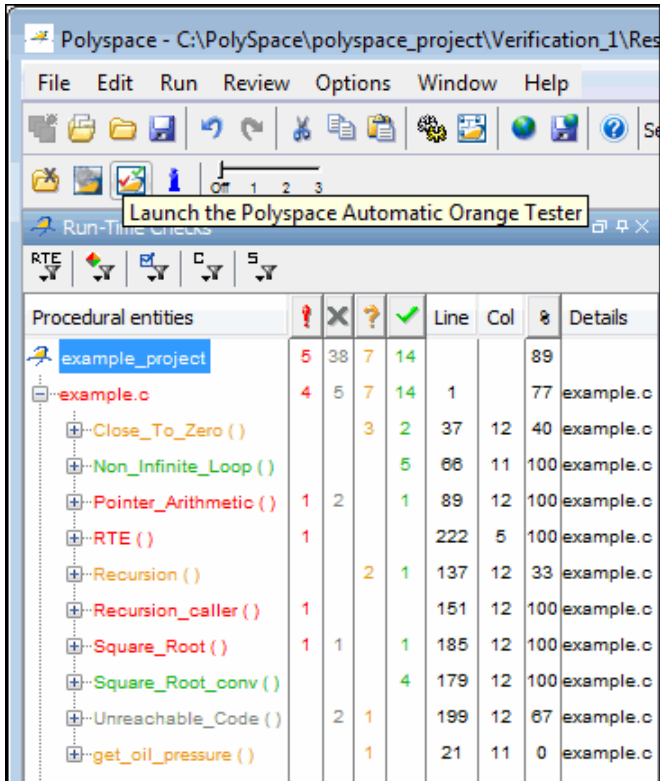 Polyspace - C:\PolySpace\polyspace_project\Verification_1\Res
File Edit Run Review Options Window Help
Se
Off 1 2 3
Launch the Polyspace Automatic Orange Tester
Run-Time Checks
RTE C S
Procedural entities ! X ? ✓ Line Col % Details
example_project 5 38 7 14 89
example.c 4 5 7 14 1 77 example.c
Close_To_Zero ( ) 3 2 37 12 40 example.c
Non_Infinite_Loop ( ) 5 66 11 100 example.c
Pointer_Arithmetic ( ) 1 2 1 89 12 100 example.c
RTE ( ) 1 222 5 100 example.c
Recursion ( ) 2 1 137 12 33 example.c
Recursion_caller ( ) 1 151 12 100 example.c
Square_Root ( ) 1 1 1 185 12 100 example.c
Square_Root_conv ( ) 4 179 12 100 example.c
Unreachable_Code ( ) 2 1 199 12 67 example.c
get_oil_pressure ( ) 1 21 11 0 example.c